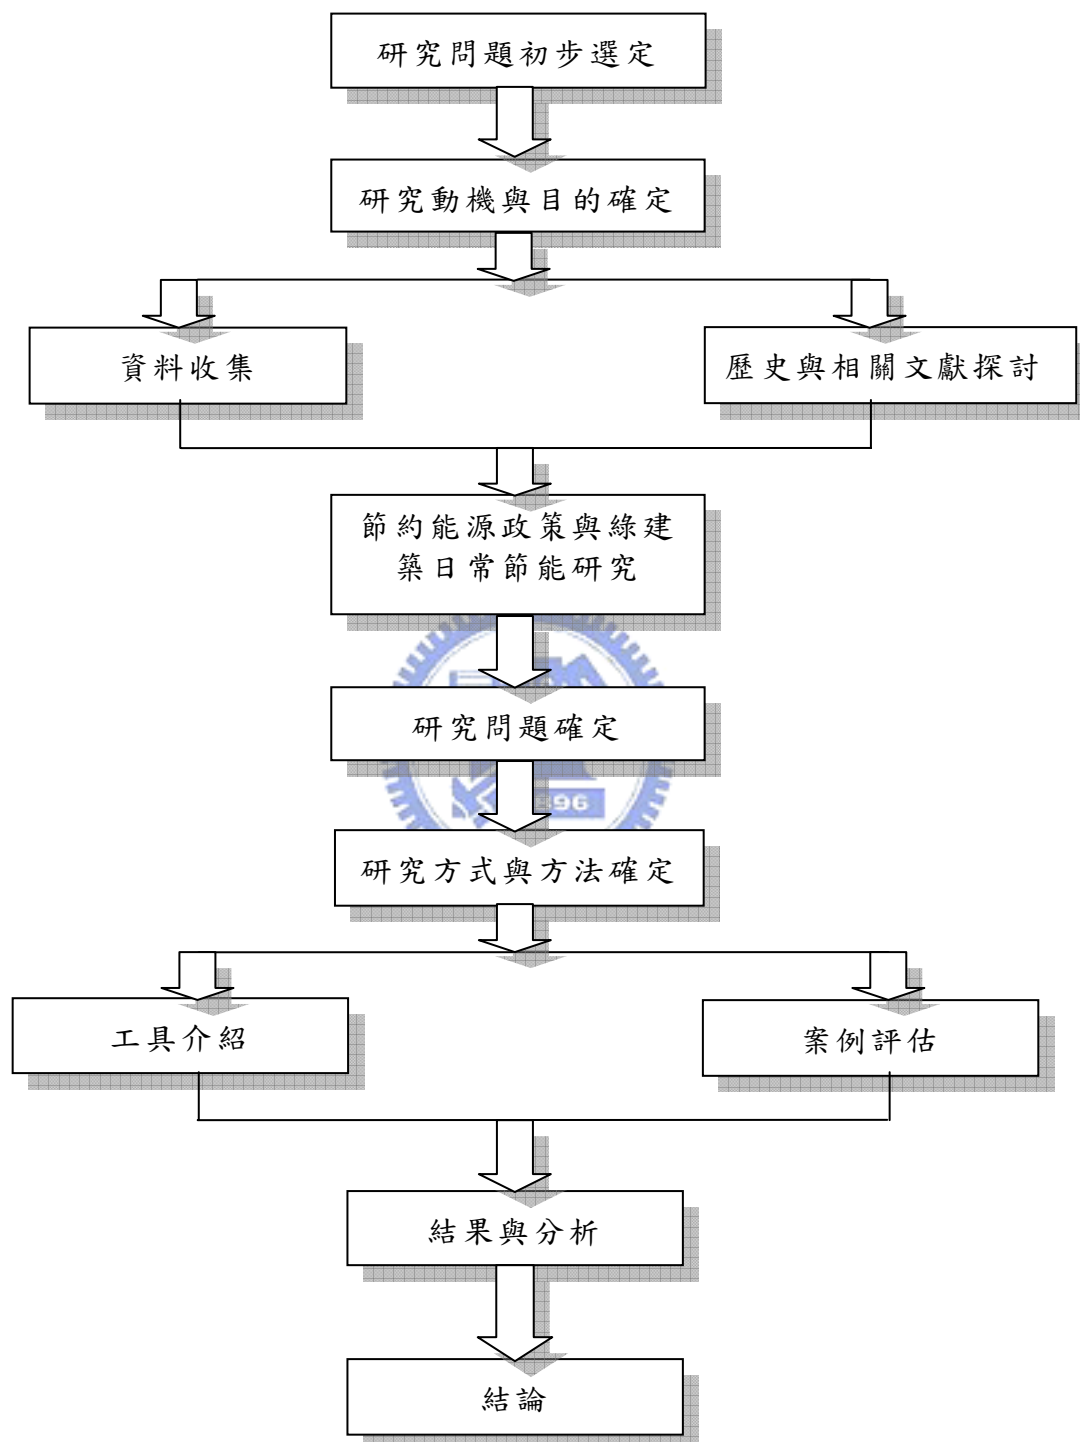 研究問題初步選定
研究動機與目的確定
資料收集
歷史與相關文獻探討
節約能源政策與綠建
築日常節能研究
研究問題確定
896
研究方式與方法確定
工具介紹
案例評估
結果與分析
結論